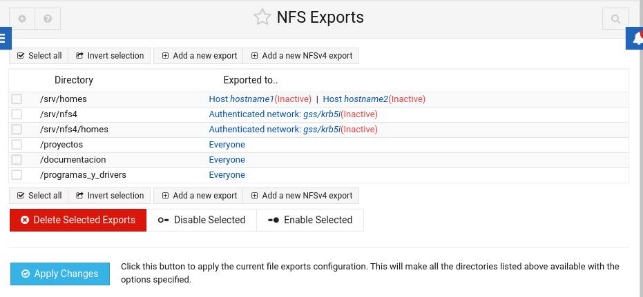 NFS Exports
Select all Invert selection Add a new export Add a new NFSv4 export
Directory Exported to..
/srv/homes Host hostname1(Inactive) | Host hostname2(Inactive)
/srv/nfs4 Authenticated network: gss/krb5i(Inactive)
/srv/nfs4/homes Authenticated network: gss/krb5i(Inactive)
/proyectos Everyone
/documentacion Everyone
/programas_y_drivers Everyone
Select all Invert selection Add a new export Add a new NFSv4 export
Delete Selected Exports Disable Selected Enable Selected
Apply Changes Click this button to apply the current file exports configuration. This will make all the directories listed above available with the
options specified.